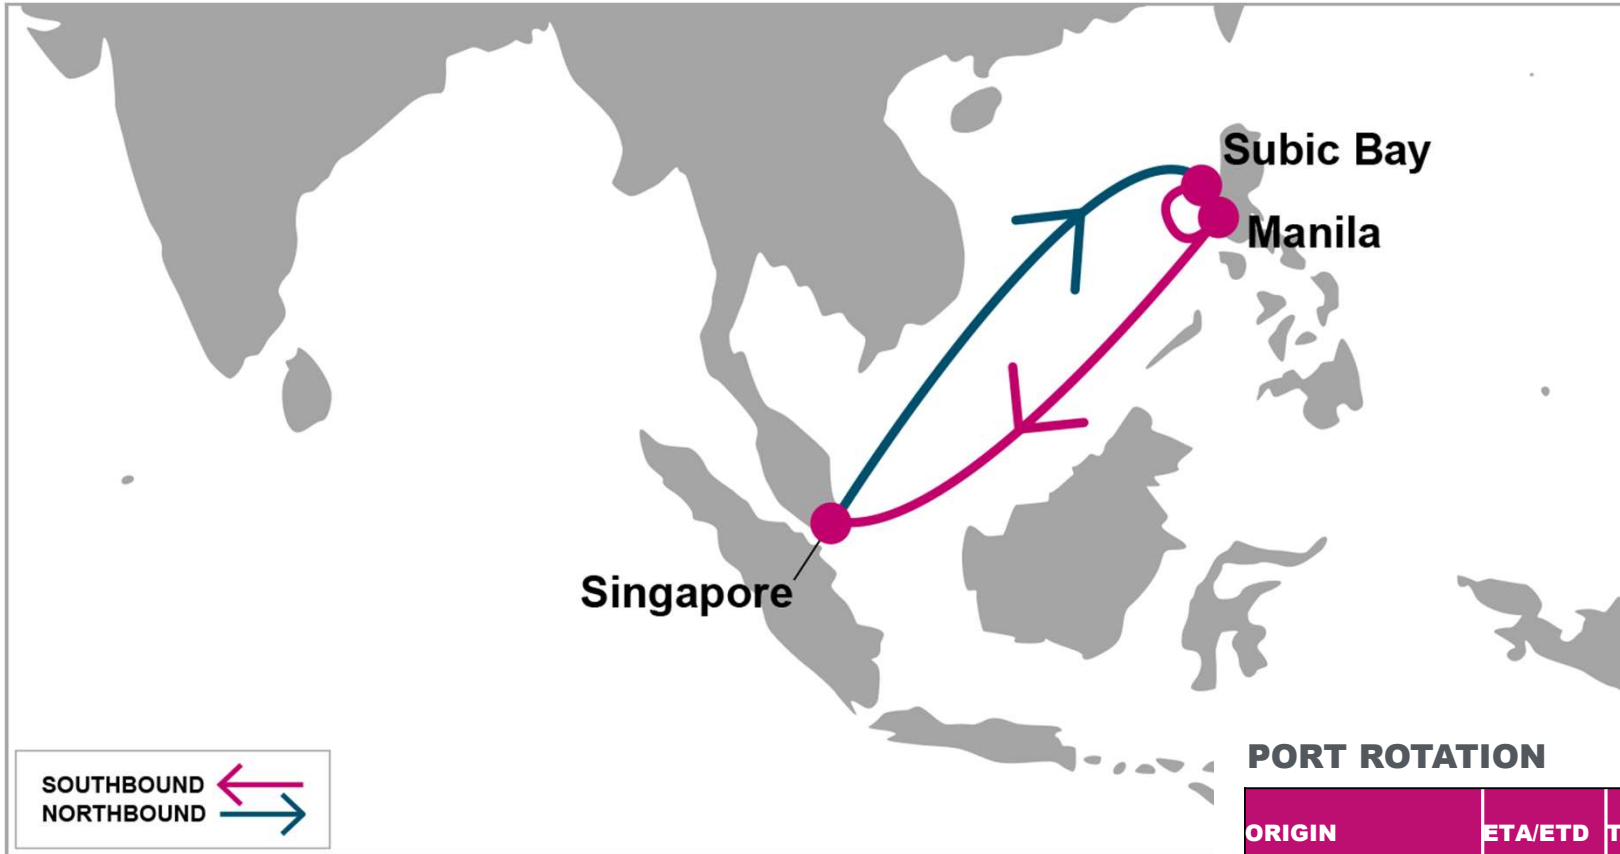 Subic Bay
Manila
Singapore
SOUTHBOUND
NORTHBOUND
PORT ROTATION
ORIGIN ETA/ETD